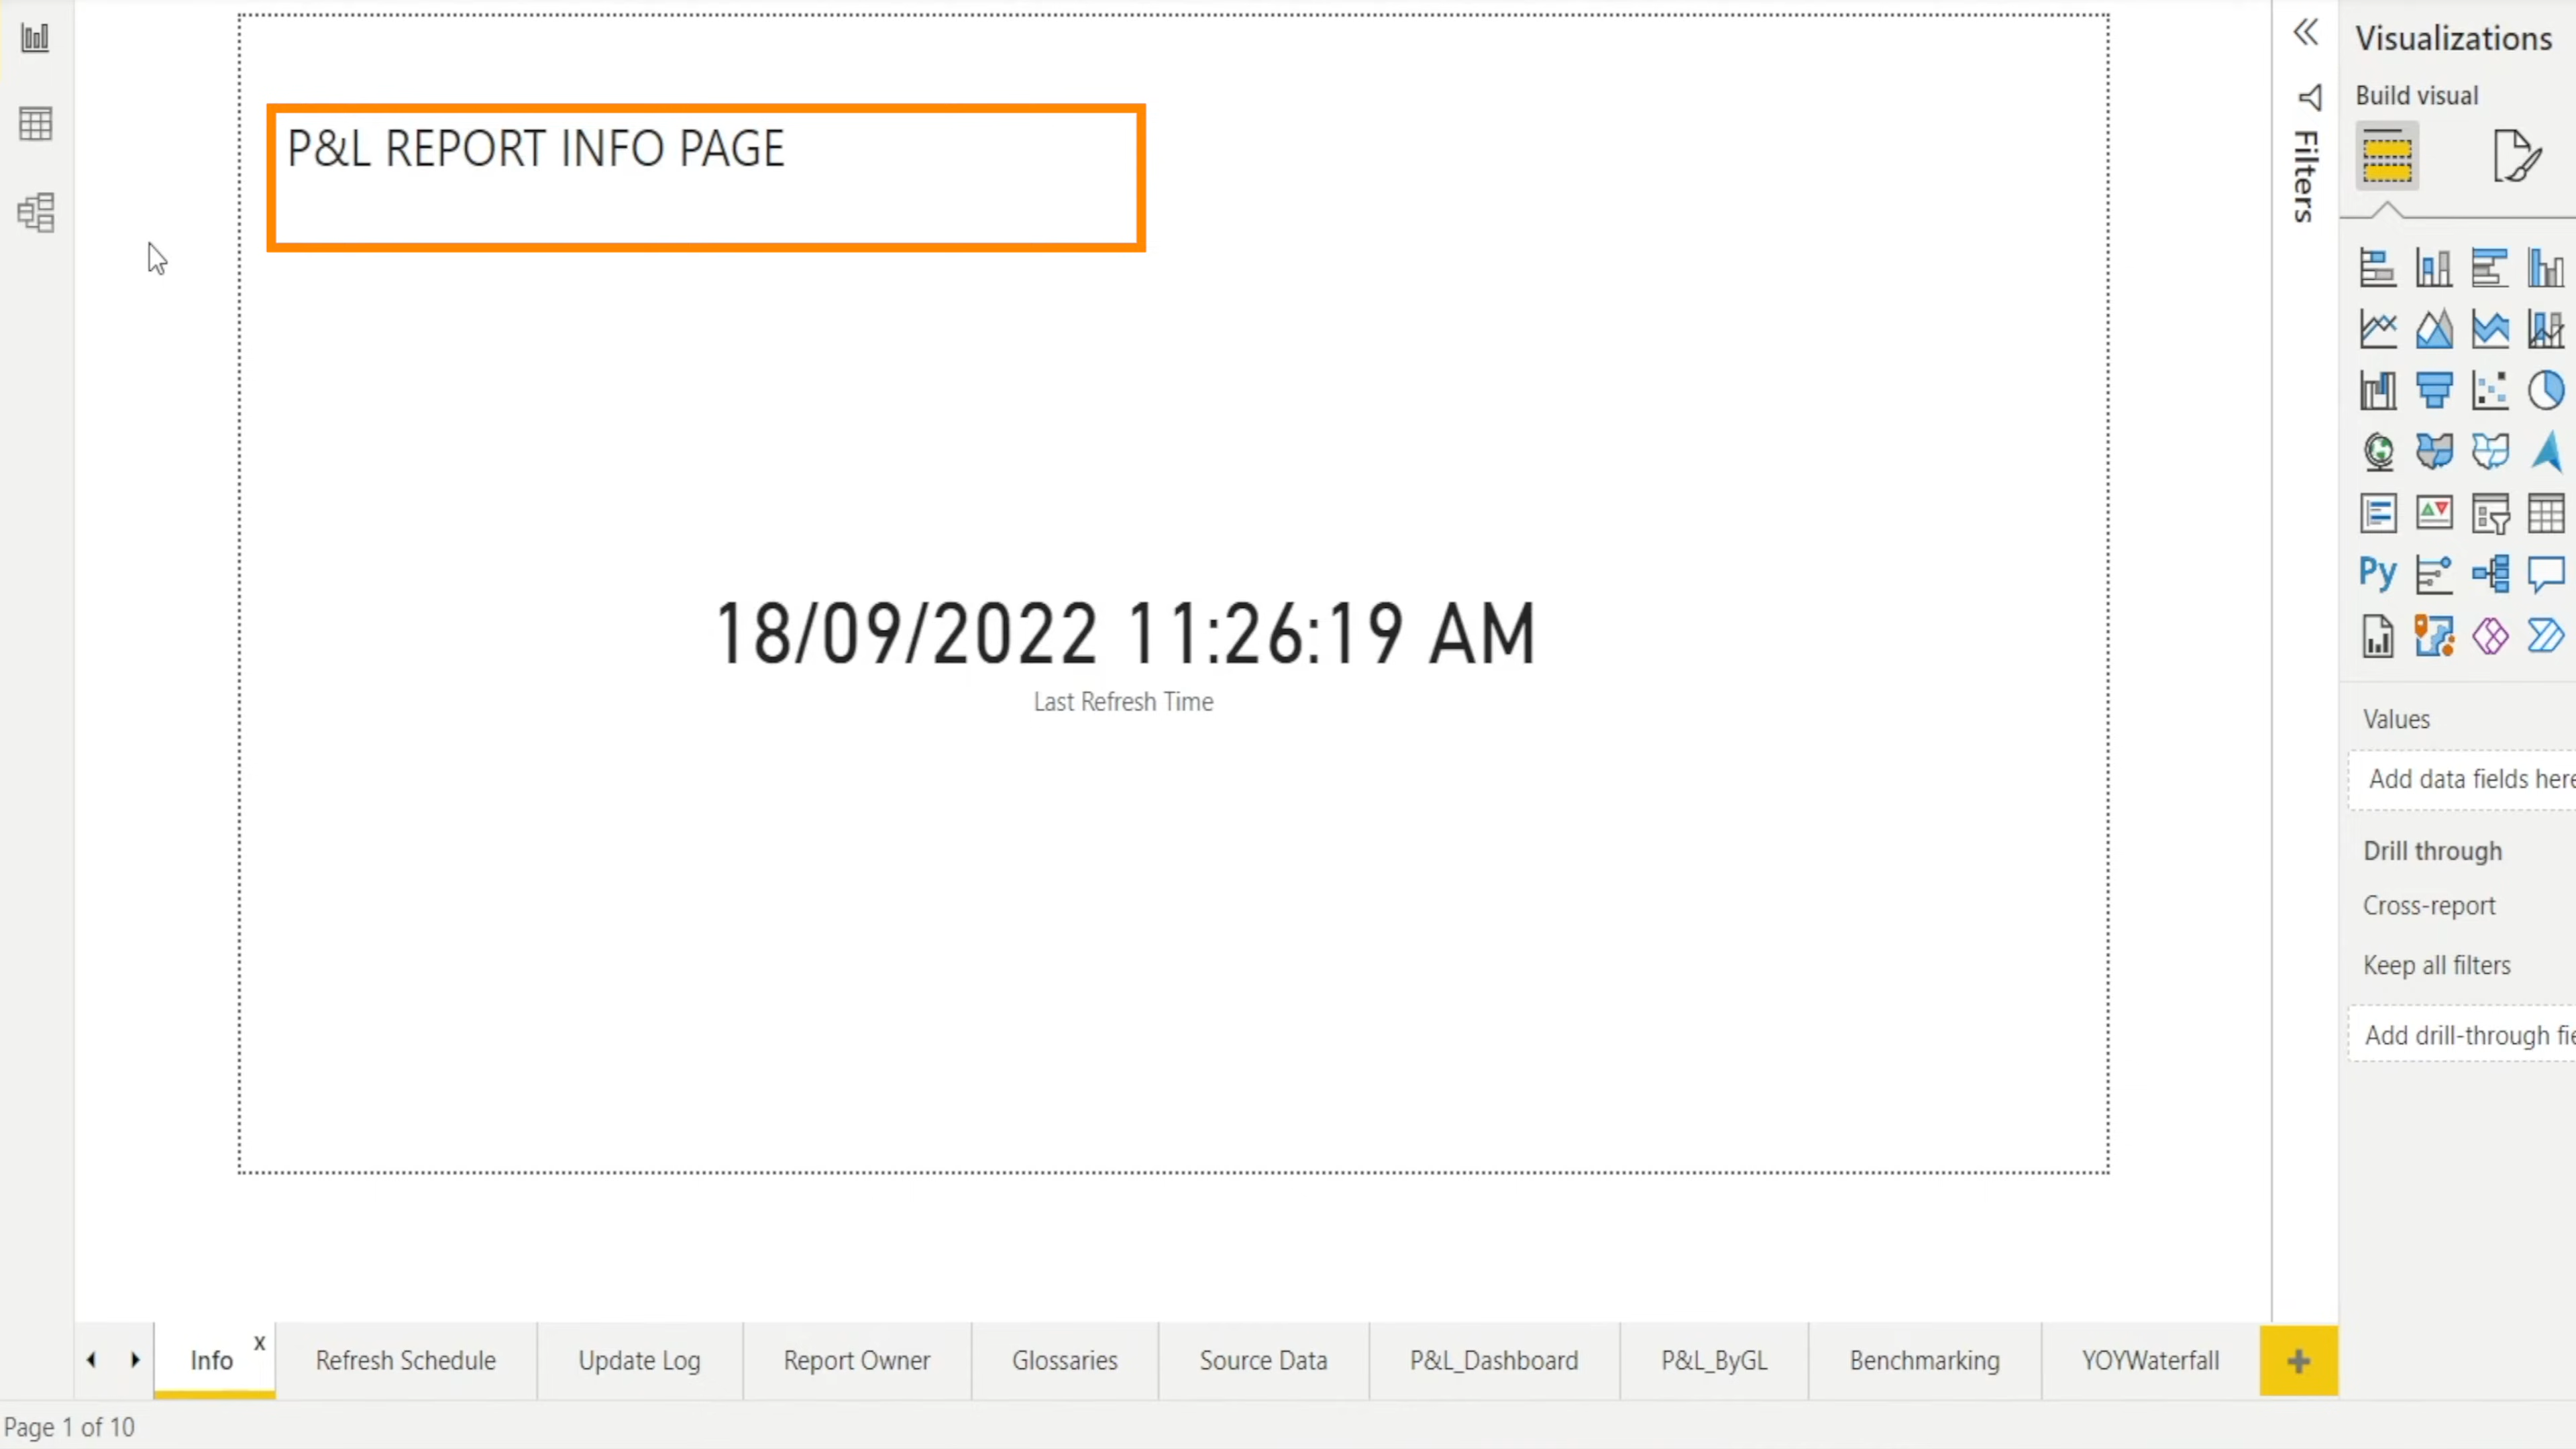 Visualizations
Build visual
Filters
P&L REPORT INFO PAGE
18/09/2022 11:26:19 AM
Last Refresh Time
Py
Values
Add data fields here
Drill through
Cross-report
Keep all filters
Add drill-through fie
Info x Refresh Schedule Update Log Report Owner Glossaries Source Data P&L_Dashboard P&L_ByGL Benchmarking YOYWaterfall +
Page 1 of 10